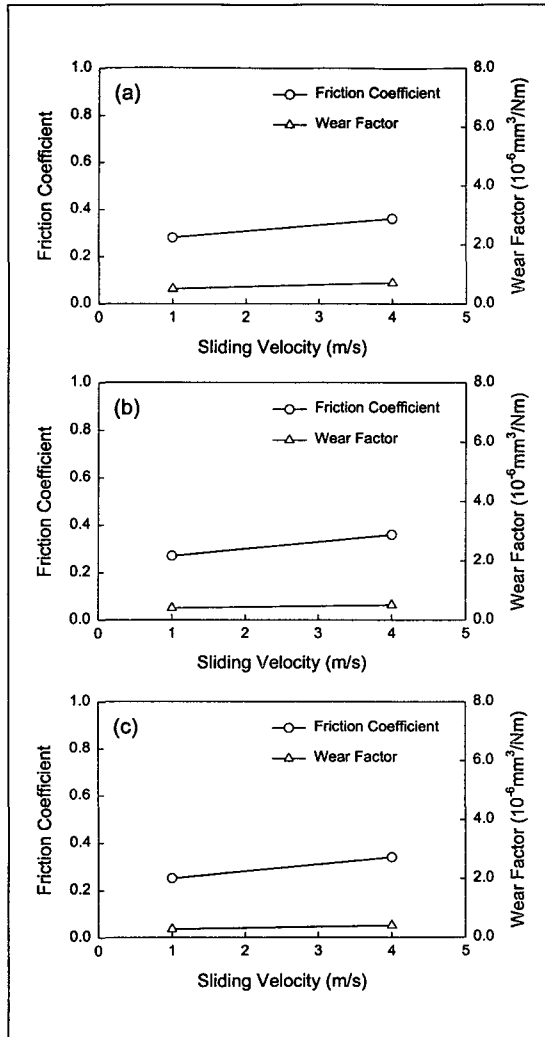 (a)
Friction Coefficient
Wear Factor
1.0
0.8
0.6
0.4
0.2
0.0
Friction Coefficient
8.0
6.0
4.0
2.0
0.0
Wear Factor (10⁻⁶mm³/Nm)
0 1 2 3 4 5
Sliding Velocity (m/s)
(b)
Friction Coefficient
Wear Factor
1.0
0.8
0.6
0.4
0.2
0.0
Friction Coefficient
8.0
6.0
4.0
2.0
0.0
Wear Factor (10⁻⁶mm³/Nm)
0 1 2 3 4 5
Sliding Velocity (m/s)
(c)
Friction Coefficient
Wear Factor
1.0
0.8
0.6
0.4
0.2
0.0
Friction Coefficient
8.0
6.0
4.0
2.0
0.0
Wear Factor (10⁻⁶mm³/Nm)
0 1 2 3 4 5
Sliding Velocity (m/s)